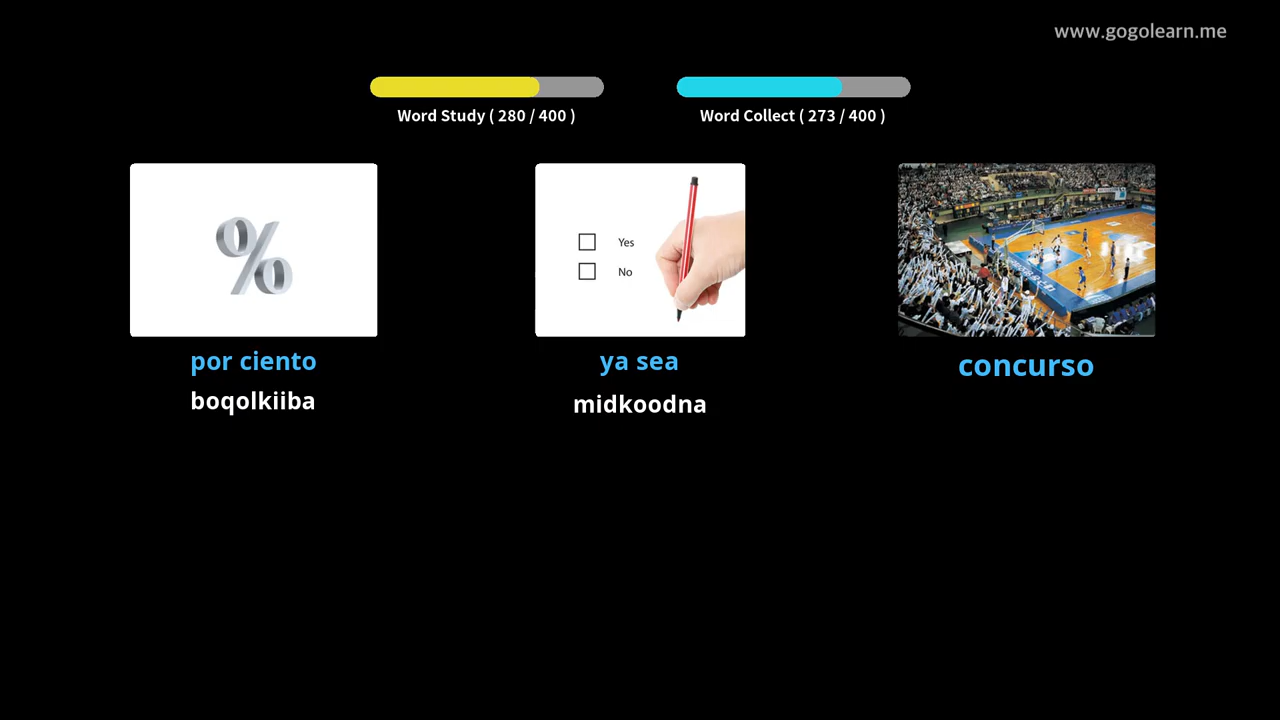 www.gogolearn.me
Word Study ( 280 / 400 )
Word Collect ( 273 / 400 )
Yes
No
por ciento
ya sea
concurso
boqolkiiba
midkoodna